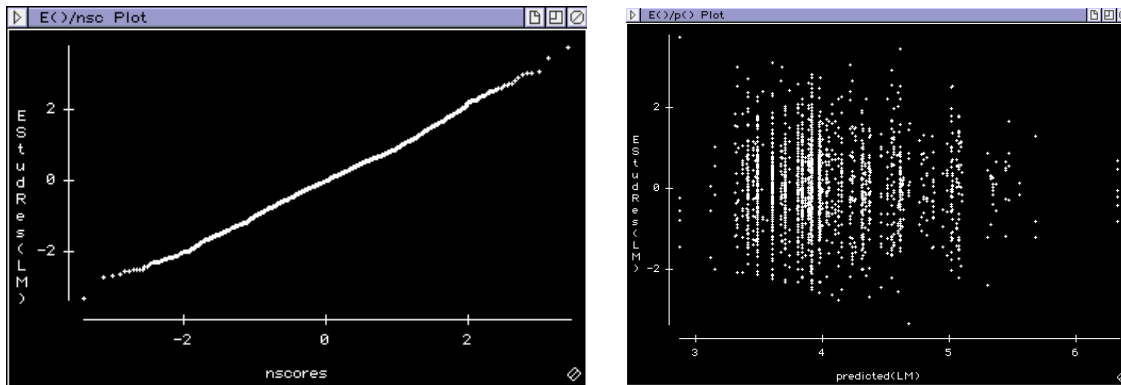 E()/nsc Plot
2
0
-2
EStudRes(LM)
-2
0
2
nscores
E()/p() Plot
2
0
-2
EStudRes(LM)
3
4
5
6
predicted(LM)